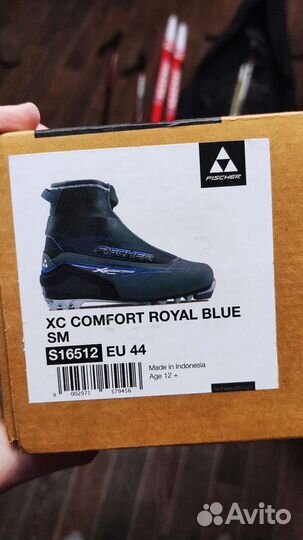 FISCHER
FISCHER
XC COMFORT ROYAL BLUE
SM
S16512 EU 44
Made in Indonesia
Age 12 +
9 002971 579456
Avito